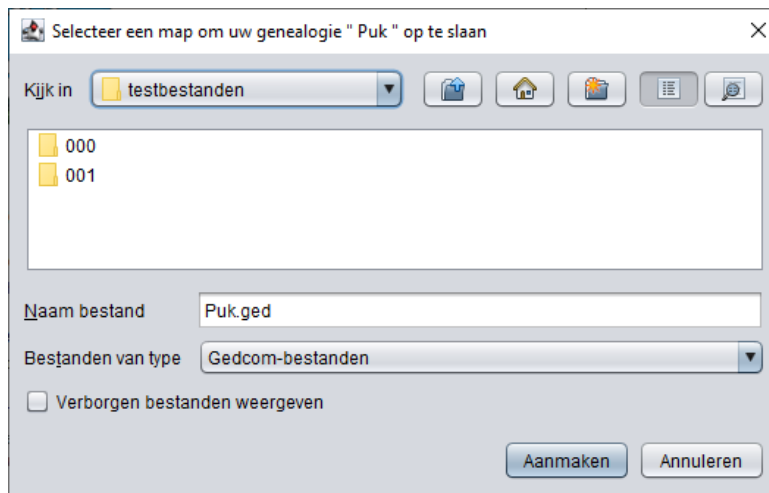 Selecteer een map om uw genealogie " Puk " op te slaan
Kijk in testbestanden
000
001
Naam bestand Puk.ged
Bestanden van type Gedcom-bestanden
Verborgen bestanden weergeven
Aanmaken Annuleren